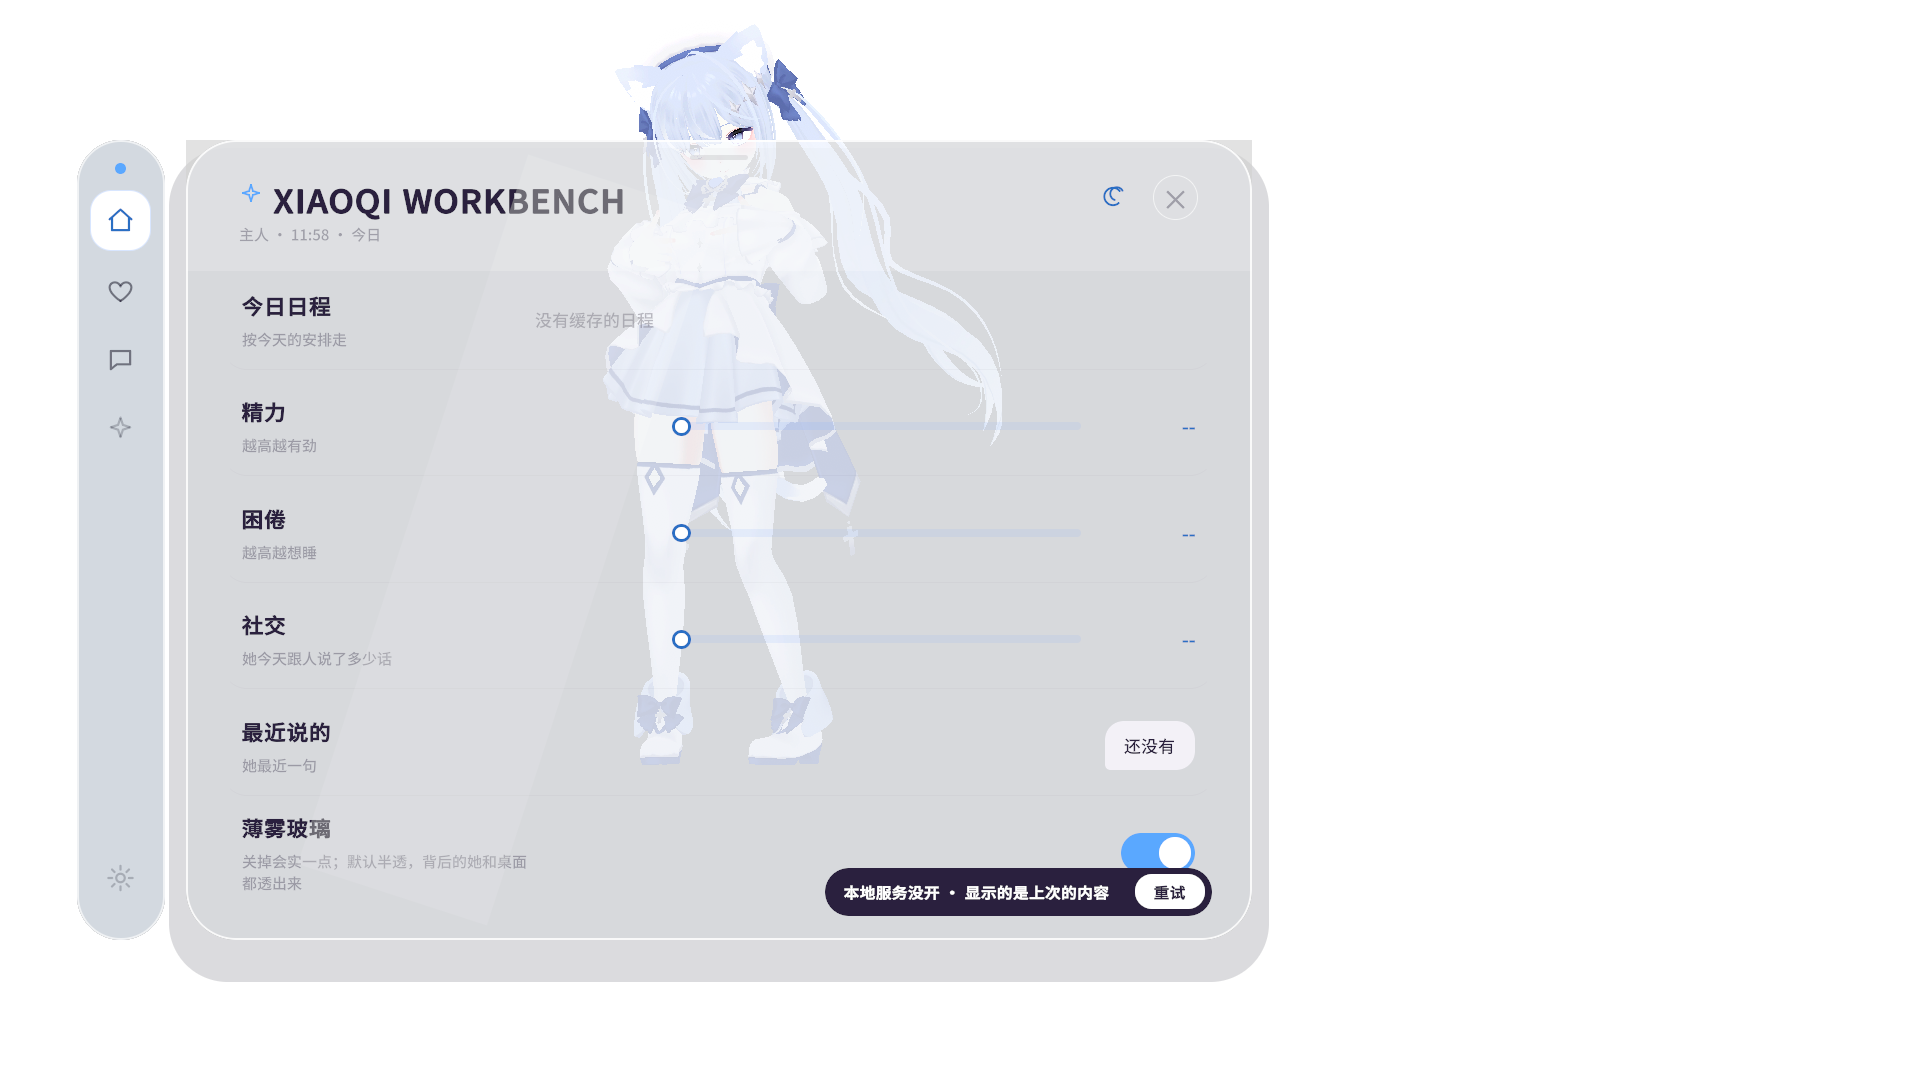 XIAOQI WORKBENCH
主人 · 11:58 · 今日
今日日程
按今天的安排走
没有缓存的日程
精力
越高越有劲
--
困倦
越高越想睡
--
社交
她今天跟人说了多少话
--
最近说的
她最近一句
还没有
薄雾玻璃
关掉会实一点；默认半透，背后的她和桌面
都透出来
本地服务没开 · 显示的是上次的内容
重试